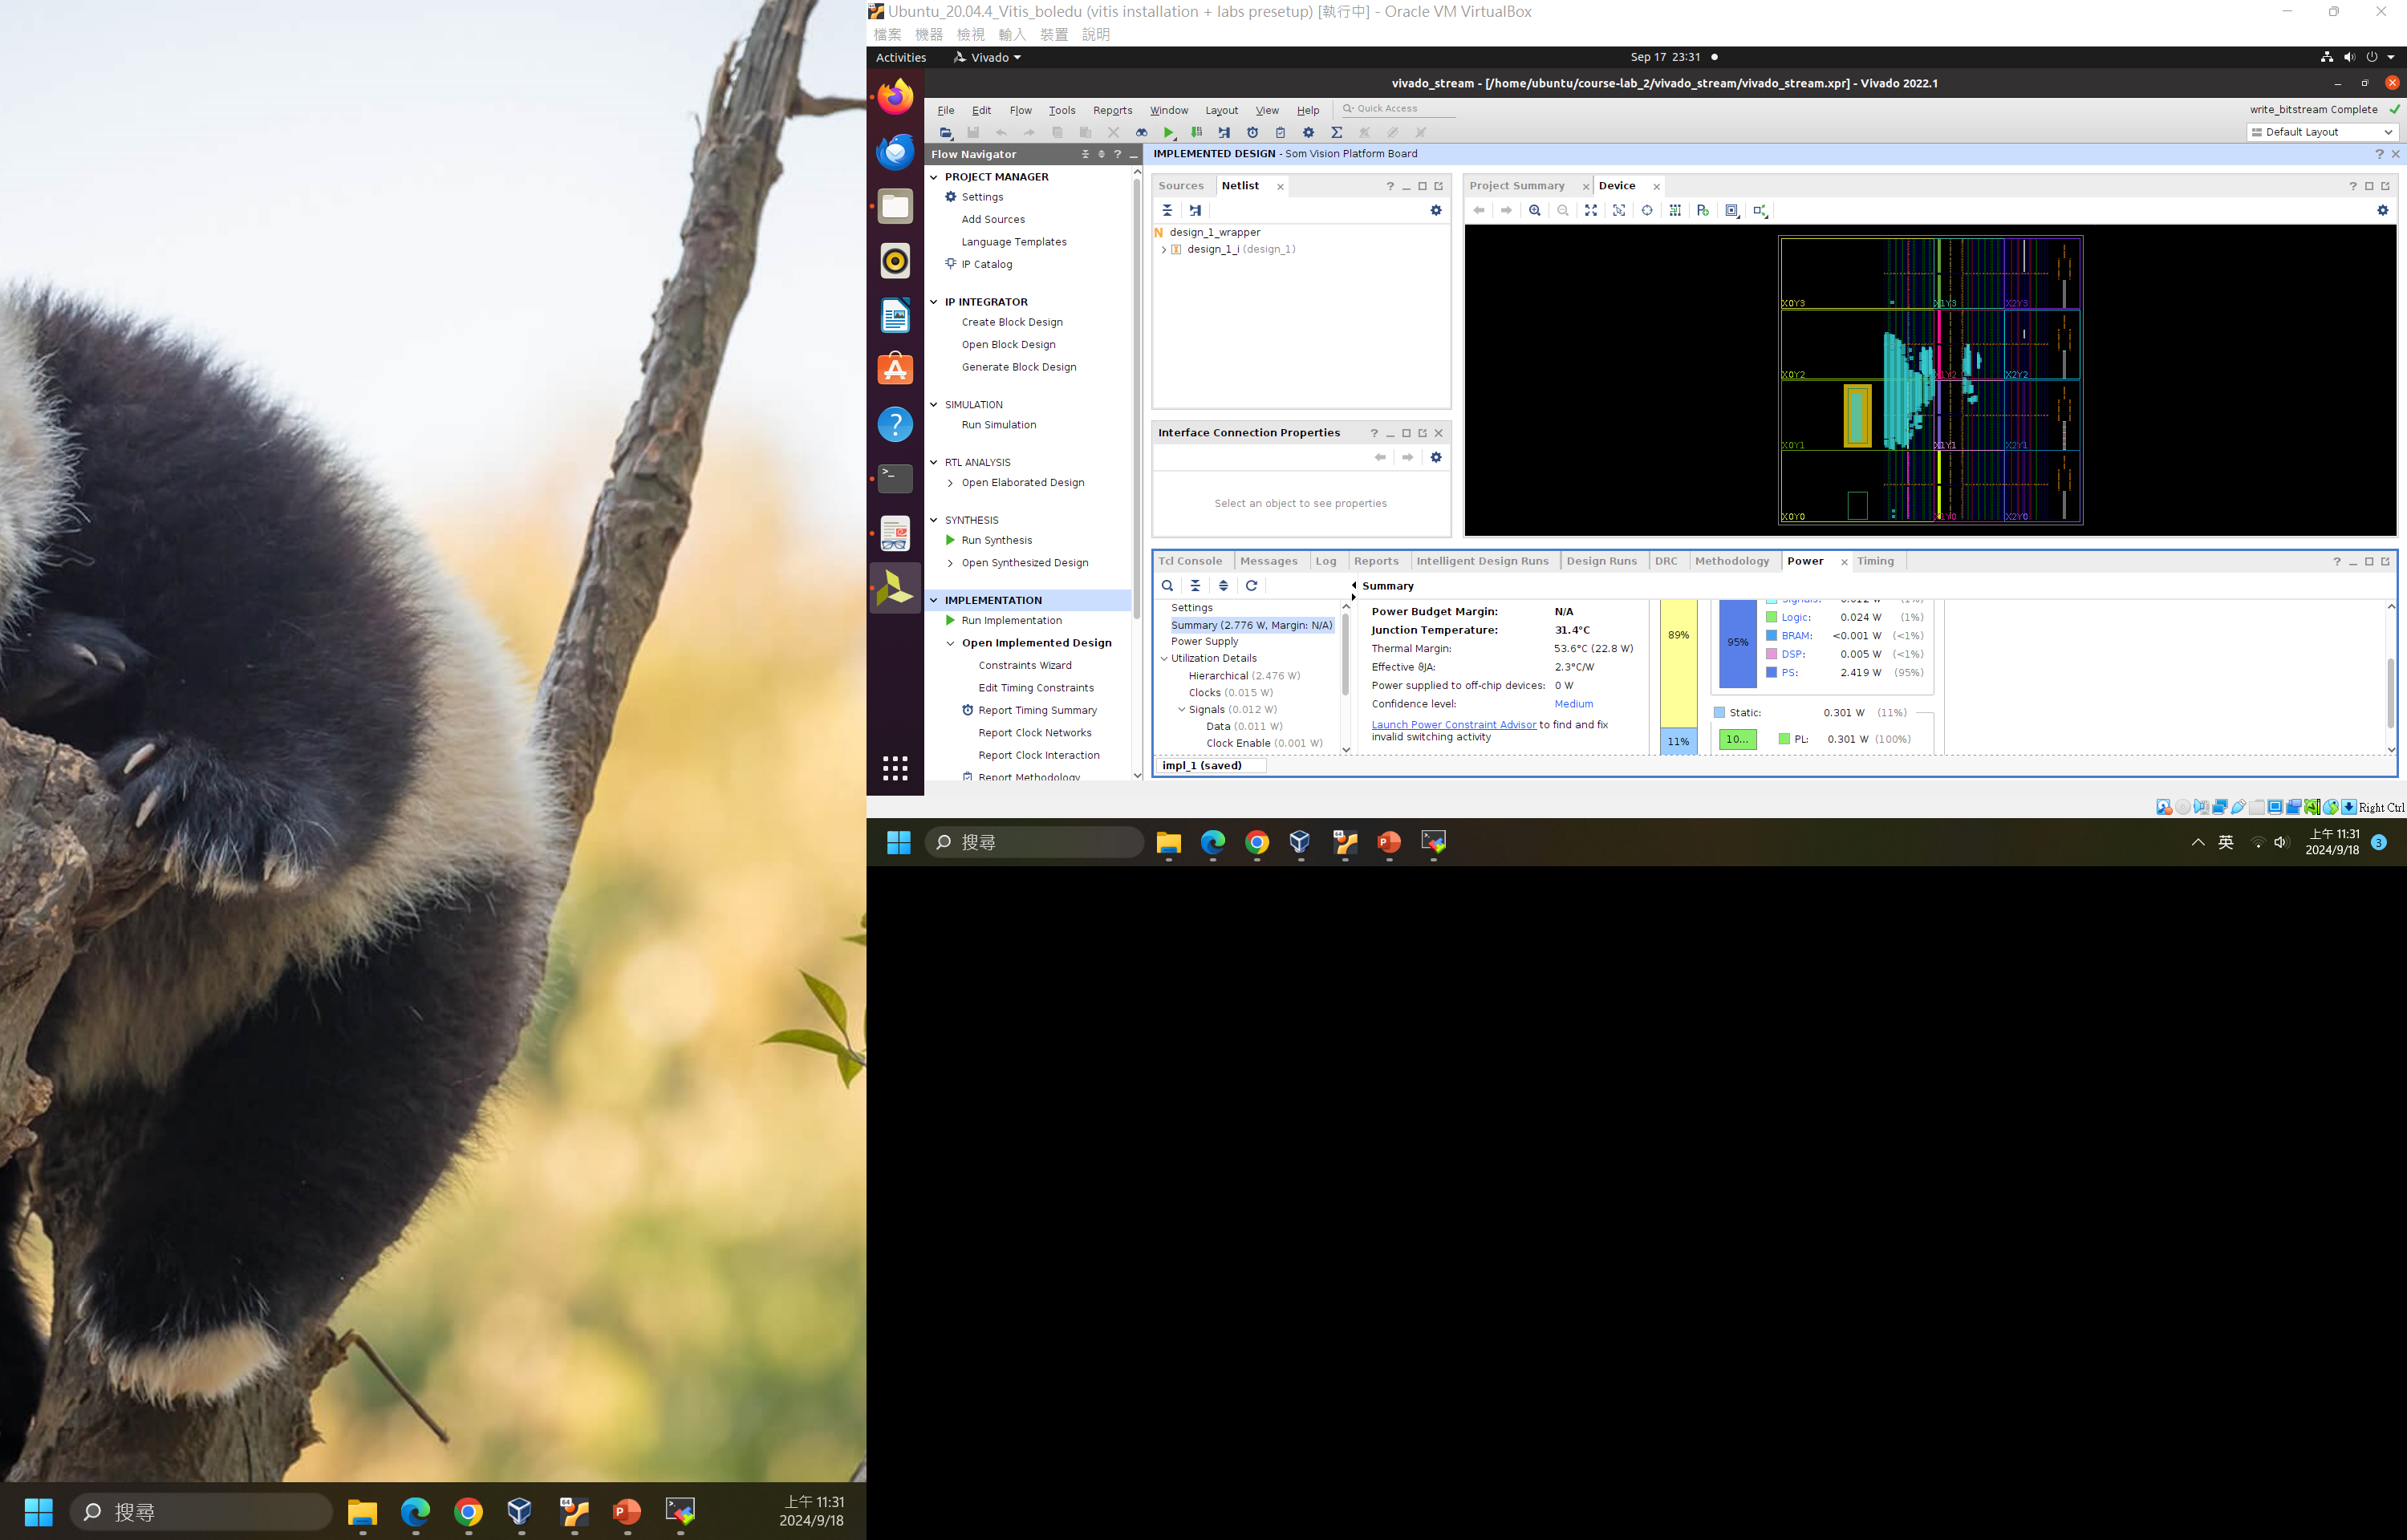 Ubuntu_20.04.4_Vitis_boledu (vitis installation + labs presetup) [執行中] - Oracle VM VirtualBox
檔案 機器 檢視 輸入 裝置 說明
Activities Vivado Sep 17 23:31
vivado_stream - [/home/ubuntu/course-lab_2/vivado_stream/vivado_stream.xpr] - Vivado 2022.1
File Edit Flow Tools Reports Window Layout View Help Quick Access
write_bitstream Complete
Default Layout
Flow Navigator
PROJECT MANAGER
Settings
Add Sources
Language Templates
IP Catalog
IP INTEGRATOR
Create Block Design
Open Block Design
Generate Block Design
SIMULATION
Run Simulation
RTL ANALYSIS
Open Elaborated Design
SYNTHESIS
Run Synthesis
Open Synthesized Design
IMPLEMENTATION
Run Implementation
Open Implemented Design
Constraints Wizard
Edit Timing Constraints
Report Timing Summary
Report Clock Networks
Report Clock Interaction
Report Methodology
IMPLEMENTED DESIGN - Som Vision Platform Board
Sources Netlist
design_1_wrapper
design_1_i (design_1)
Interface Connection Properties
Select an object to see properties
Project Summary Device
X0Y3 X1Y3 X2Y3
X0Y2 X1Y2 X2Y2
X0Y1 X1Y1 X2Y1
X0Y0 X1Y0 X2Y0
Tcl Console Messages Log Reports Intelligent Design Runs Design Runs DRC Methodology Power Timing
Summary
Settings
Summary (2.776 W, Margin: N/A)
Power Supply
Utilization Details
Hierarchical (2.476 W)
Clocks (0.015 W)
Signals (0.012 W)
Data (0.011 W)
Clock Enable (0.001 W)
Power Budget Margin: N/A
Junction Temperature: 31.4°C
Thermal Margin: 53.6°C (22.8 W)
Effective ϑJA: 2.3°C/W
Power supplied to off-chip devices: 0 W
Confidence level: Medium
Launch Power Constraint Advisor to find and fix
invalid switching activity
89%
11%
95%
Signals: 0.012 W (1%)
Logic: 0.024 W (1%)
BRAM: <0.001 W (<1%)
DSP: 0.005 W (<1%)
PS: 2.419 W (95%)
Static: 0.301 W (11%)
10... PL: 0.301 W (100%)
impl_1 (saved)
Right Ctrl
搜尋
英
上午 11:31
2024/9/18
3
搜尋
上午 11:31
2024/9/18